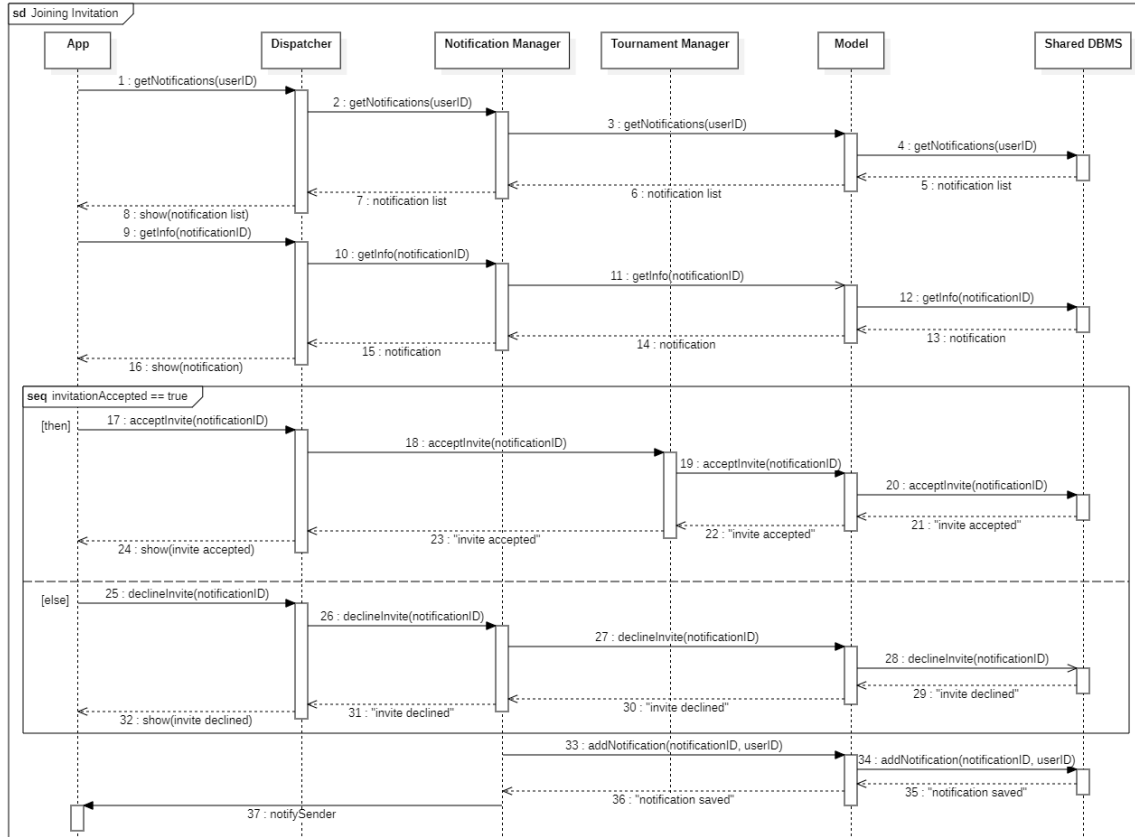 sd Joining Invitation
App
Dispatcher
Notification Manager
Tournament Manager
Model
Shared DBMS
1 : getNotifications(userID)
2 : getNotifications(userID)
3 : getNotifications(userID)
4 : getNotifications(userID)
5 : notification list
6 : notification list
7 : notification list
8 : show(notification list)
9 : getInfo(notificationID)
10 : getInfo(notificationID)
11 : getInfo(notificationID)
12 : getInfo(notificationID)
13 : notification
14 : notification
15 : notification
16 : show(notification)
seq invitationAccepted == true
[then]
17 : acceptInvite(notificationID)
18 : acceptInvite(notificationID)
19 : acceptInvite(notificationID)
20 : acceptInvite(notificationID)
21 : "invite accepted"
22 : "invite accepted"
23 : "invite accepted"
24 : show(invite accepted)
[else]
25 : declineInvite(notificationID)
26 : declineInvite(notificationID)
27 : declineInvite(notificationID)
28 : declineInvite(notificationID)
29 : "invite declined"
30 : "invite declined"
31 : "invite declined"
32 : show(invite declined)
33 : addNotification(notificationID, userID)
34 : addNotification(notificationID, userID)
35 : "notification saved"
36 : "notification saved"
37 : notifySender